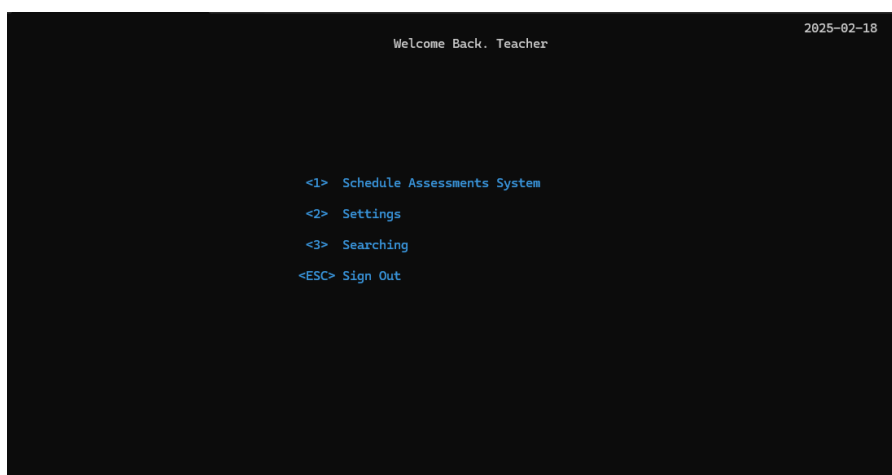 2025-02-18
Welcome Back. Teacher
<1> Schedule Assessments System
<2> Settings
<3> Searching
<ESC> Sign Out